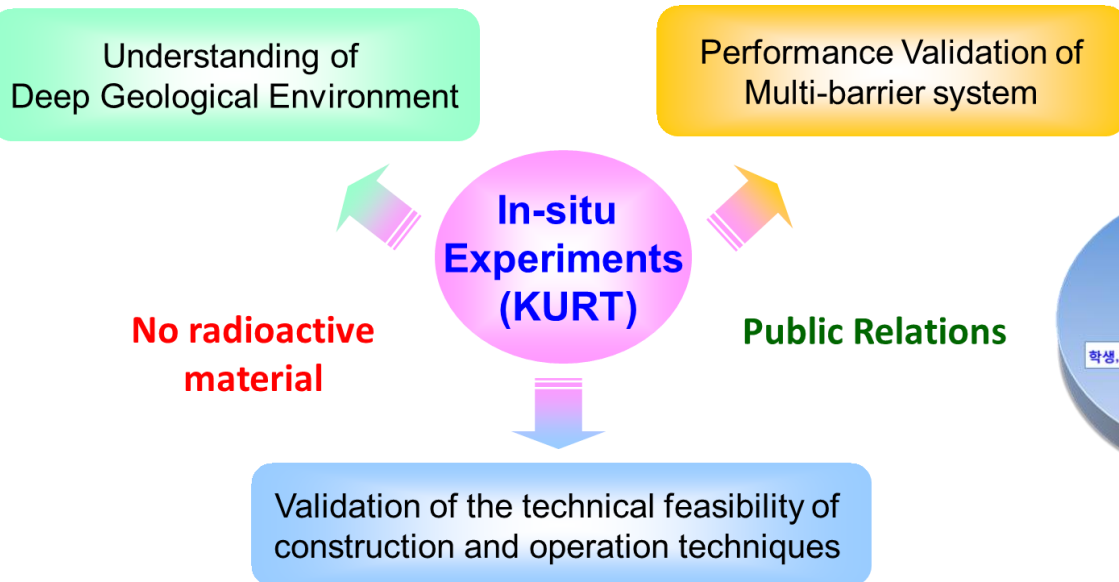 Understanding of
Deep Geological Environment
Performance Validation of
Multi-barrier system
In-situ
Experiments
(KURT)
No radioactive
material
Public Relations
학생,
Validation of the technical feasibility of
construction and operation techniques